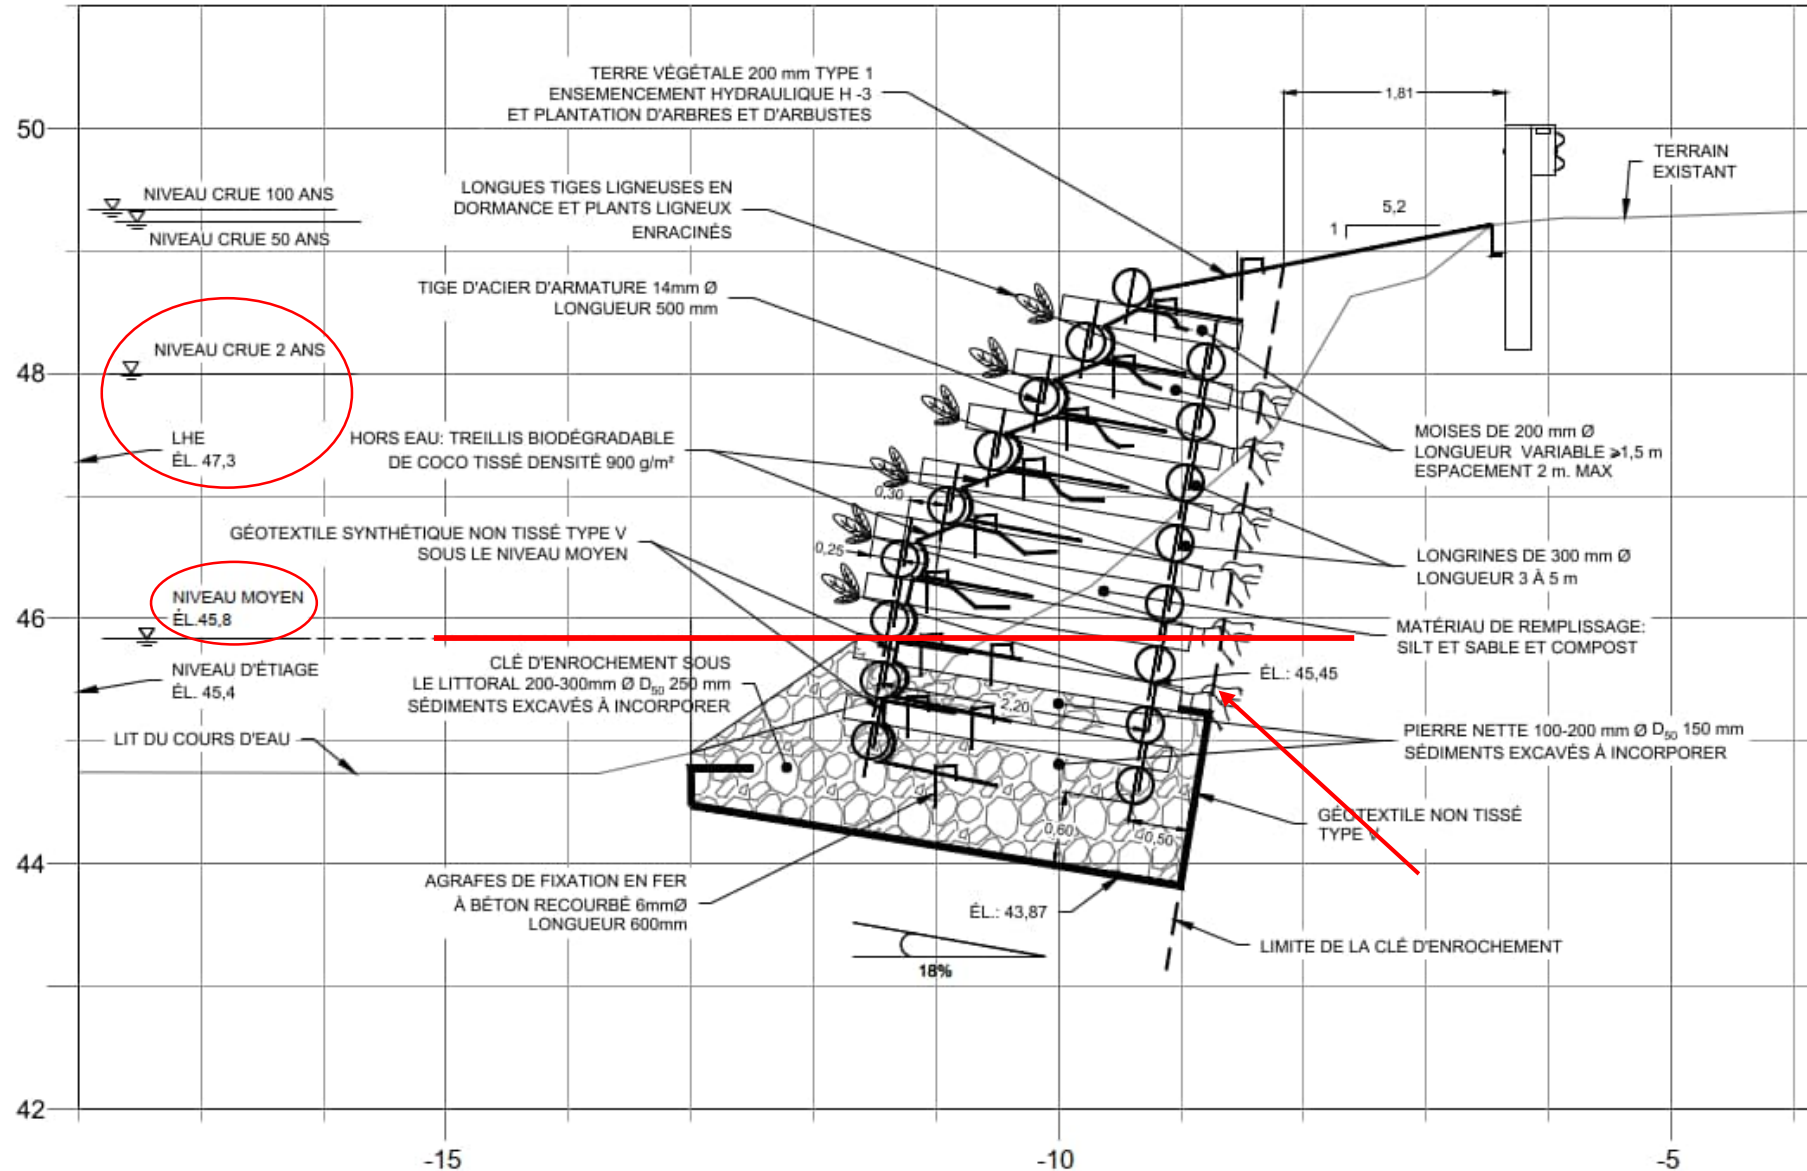 TERRE VÉGÉTALE 200 mm TYPE 1
ENSEMENCEMENT HYDRAULIQUE H -3
ET PLANTATION D'ARBRES ET D'ARBUSTES
1,81
50
TERRAIN
EXISTANT
NIVEAU CRUE 100 ANS
NIVEAU CRUE 50 ANS
LONGUES TIGES LIGNEUSES EN
DORMANCE ET PLANTS LIGNEUX
ENRACINÉS
5,2
1
TIGE D'ACIER D'ARMATURE 14mm Ø
LONGUEUR 500 mm
NIVEAU CRUE 2 ANS
48
LHE
ÉL. 47,3
HORS EAU: TREILLIS BIODÉGRADABLE
DE COCO TISSÉ DENSITÉ 900 g/m²
MOISES DE 200 mm Ø
LONGUEUR VARIABLE ⩾1,5 m
ESPACEMENT 2 m. MAX
0,30
GÉOTEXTILE SYNTHÉTIQUE NON TISSÉ TYPE V
SOUS LE NIVEAU MOYEN
0,25
LONGRINES DE 300 mm Ø
LONGUEUR 3 À 5 m
NIVEAU MOYEN
ÉL.45,8
46
MATÉRIAU DE REMPLISSAGE:
SILT ET SABLE ET COMPOST
NIVEAU D'ÉTIAGE
ÉL. 45,4
CLÉ D'ENROCHEMENT SOUS
LE LITTORAL 200-300mm Ø D50 250 mm
SÉDIMENTS EXCAVÉS À INCORPORER
ÉL.: 45,45
2,20
LIT DU COURS D'EAU
PIERRE NETTE 100-200 mm Ø D50 150 mm
SÉDIMENTS EXCAVÉS À INCORPORER
GÉOTEXTILE NON TISSÉ
TYPE V
0,60
0,50
44
AGRAFES DE FIXATION EN FER
À BÉTON RECOURBÉ 6mmØ
LONGUEUR 600mm
ÉL.: 43,87
LIMITE DE LA CLÉ D'ENROCHEMENT
18%
42
-15
-10
-5